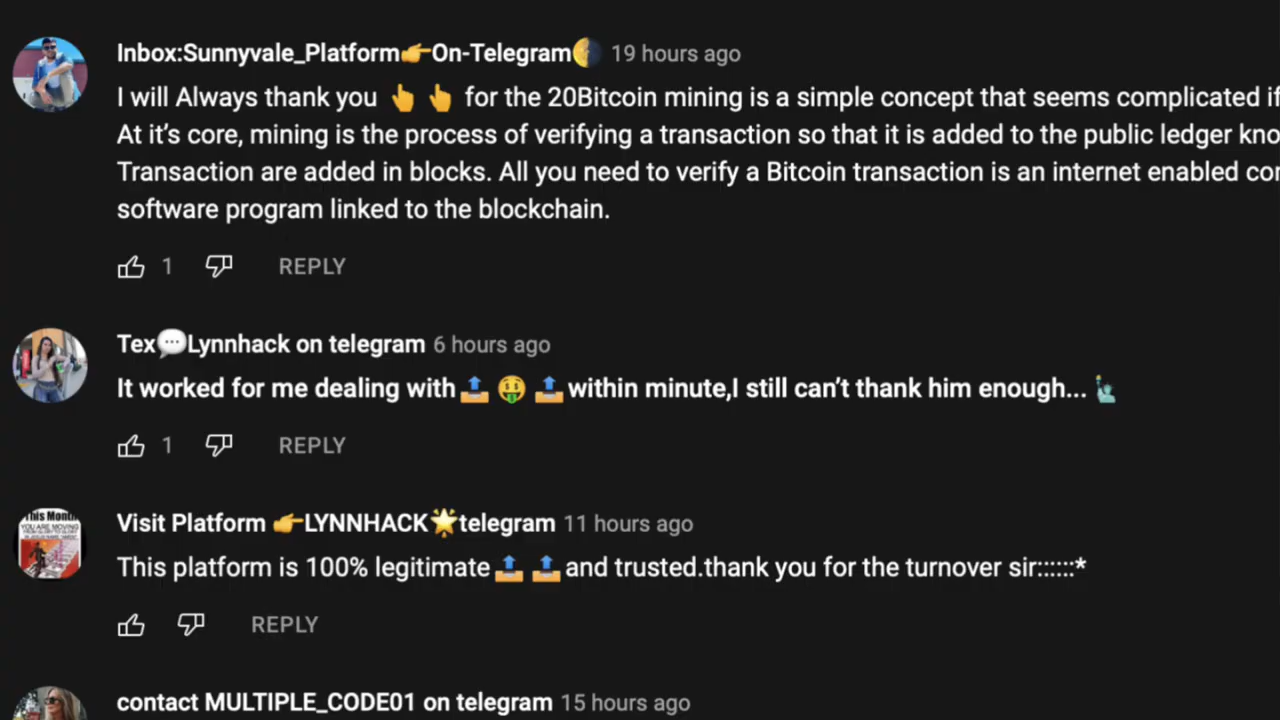 Inbox:Sunnyvale_Platform👉On-Telegram🌗 19 hours ago
I will Always thank you 👆 👆 for the 20Bitcoin mining is a simple concept that seems complicated if
At it's core, mining is the process of verifying a transaction so that it is added to the public ledger kno
Transaction are added in blocks. All you need to verify a Bitcoin transaction is an internet enabled co
software program linked to the blockchain.
1 REPLY
Tex💬Lynnhack on telegram 6 hours ago
It worked for me dealing with📤 🤑 📤within minute,I still can't thank him enough... 🗽
1 REPLY
This Month
YOU ARE MOVING
Visit Platform 👉LYNNHACK🌟telegram 11 hours ago
This platform is 100% legitimate📤 📤and trusted.thank you for the turnover sir::::::*
REPLY
contact MULTIPLE_CODE01 on telegram 15 hours ago